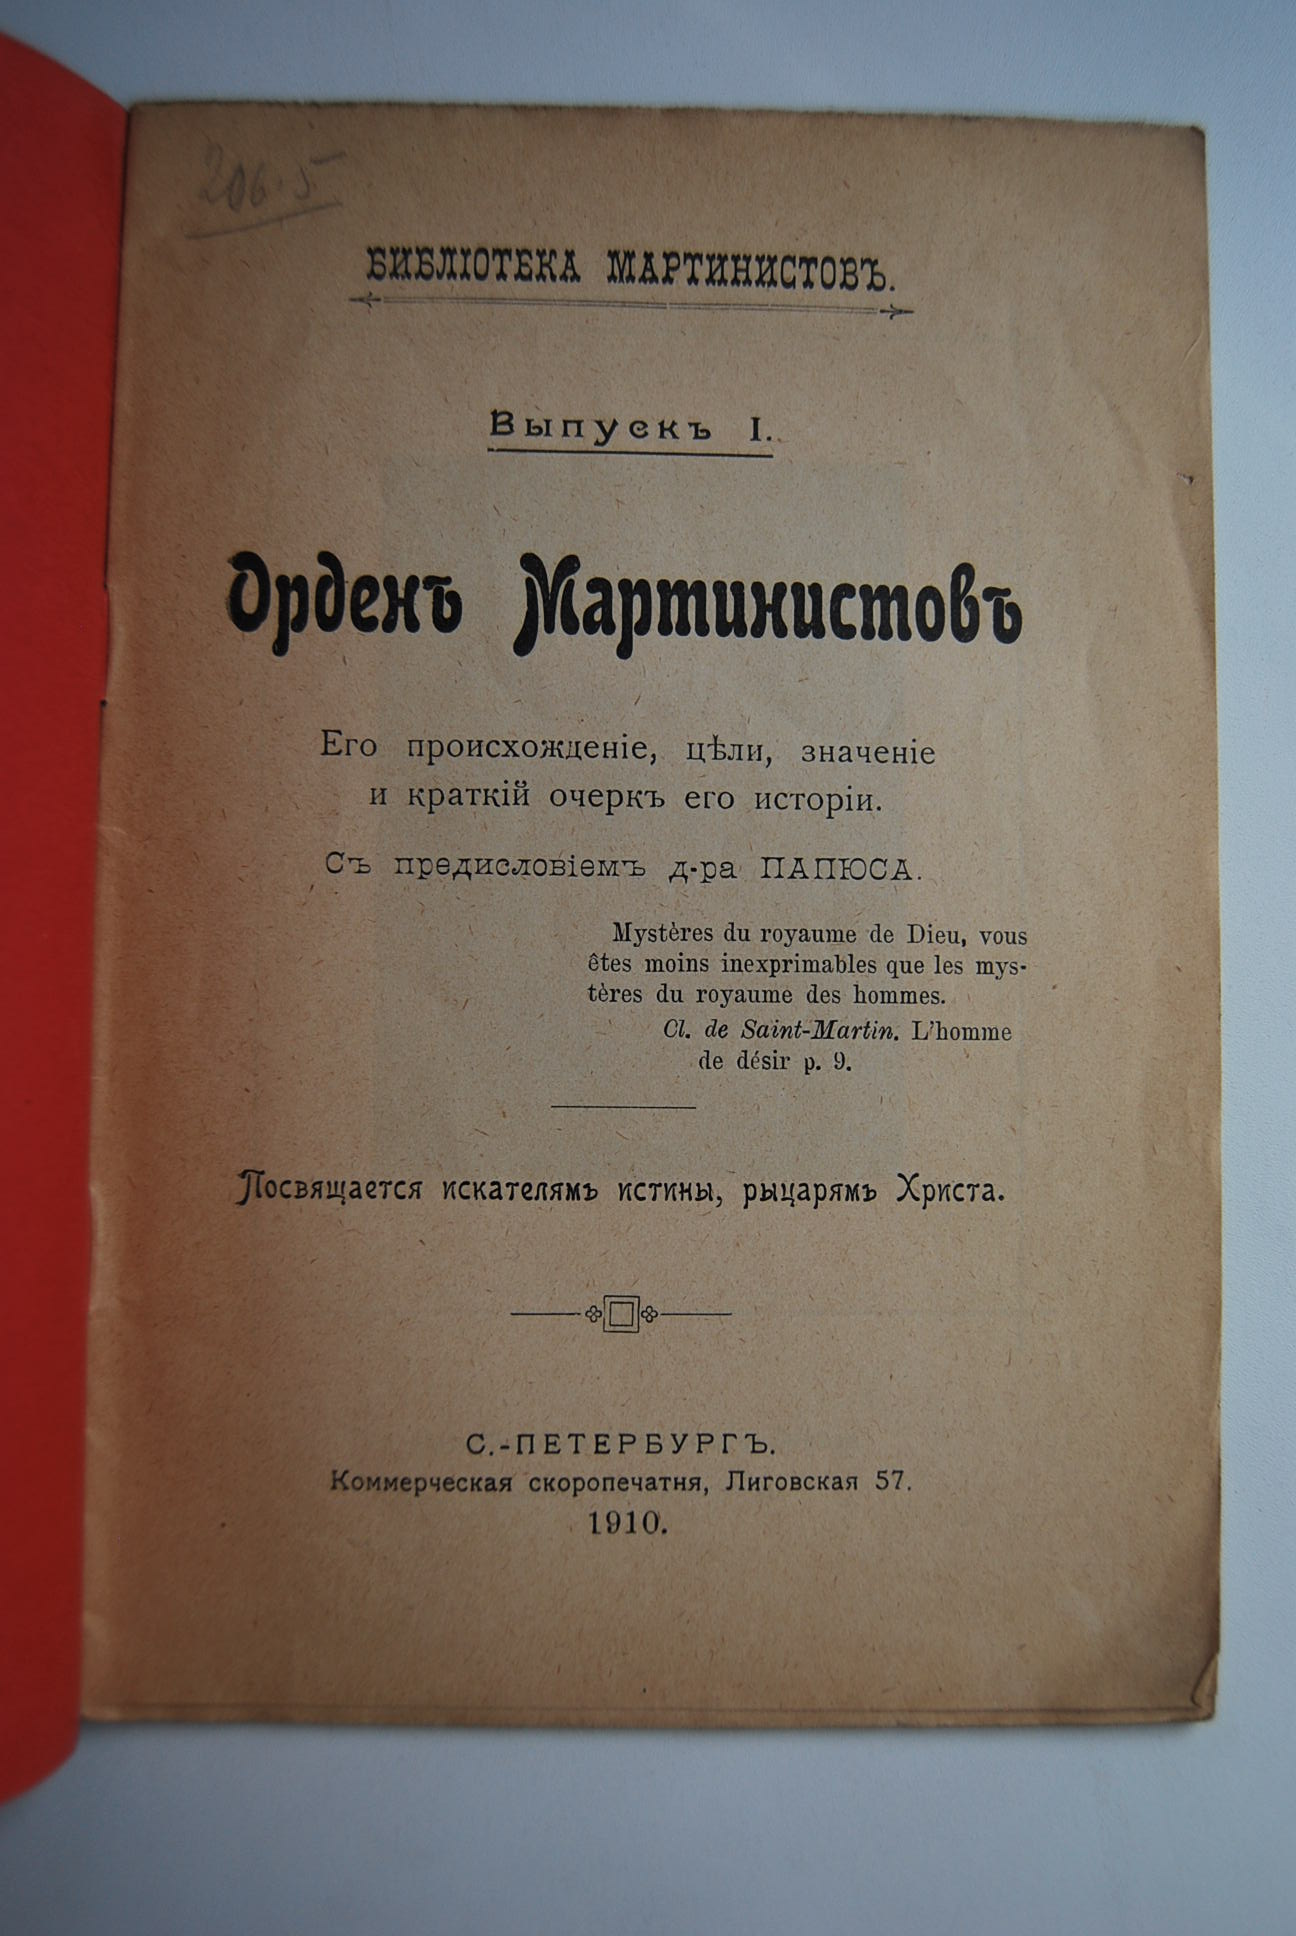 206.5
БИБЛІОТЕКА МАРТИНИСТОВЪ.
Выпускъ I.
Орденъ Мартинистовъ
Его происхожденіе, цѣли, значеніе
и краткій очеркъ его исторіи.
Съ предисловіемъ д-ра ПАПЮСА.
Mystères du royaume de Dieu, vous
êtes moins inexprimables que les mys-
tères du royaume des hommes.
Cl. de Saint-Martin. L'homme
de désir p. 9.
Посвящается искателямъ истины, рыцарямъ Христа.
С.-ПЕТЕРБУРГЪ.
Коммерческая скоропечатня, Лиговская 57.
1910.